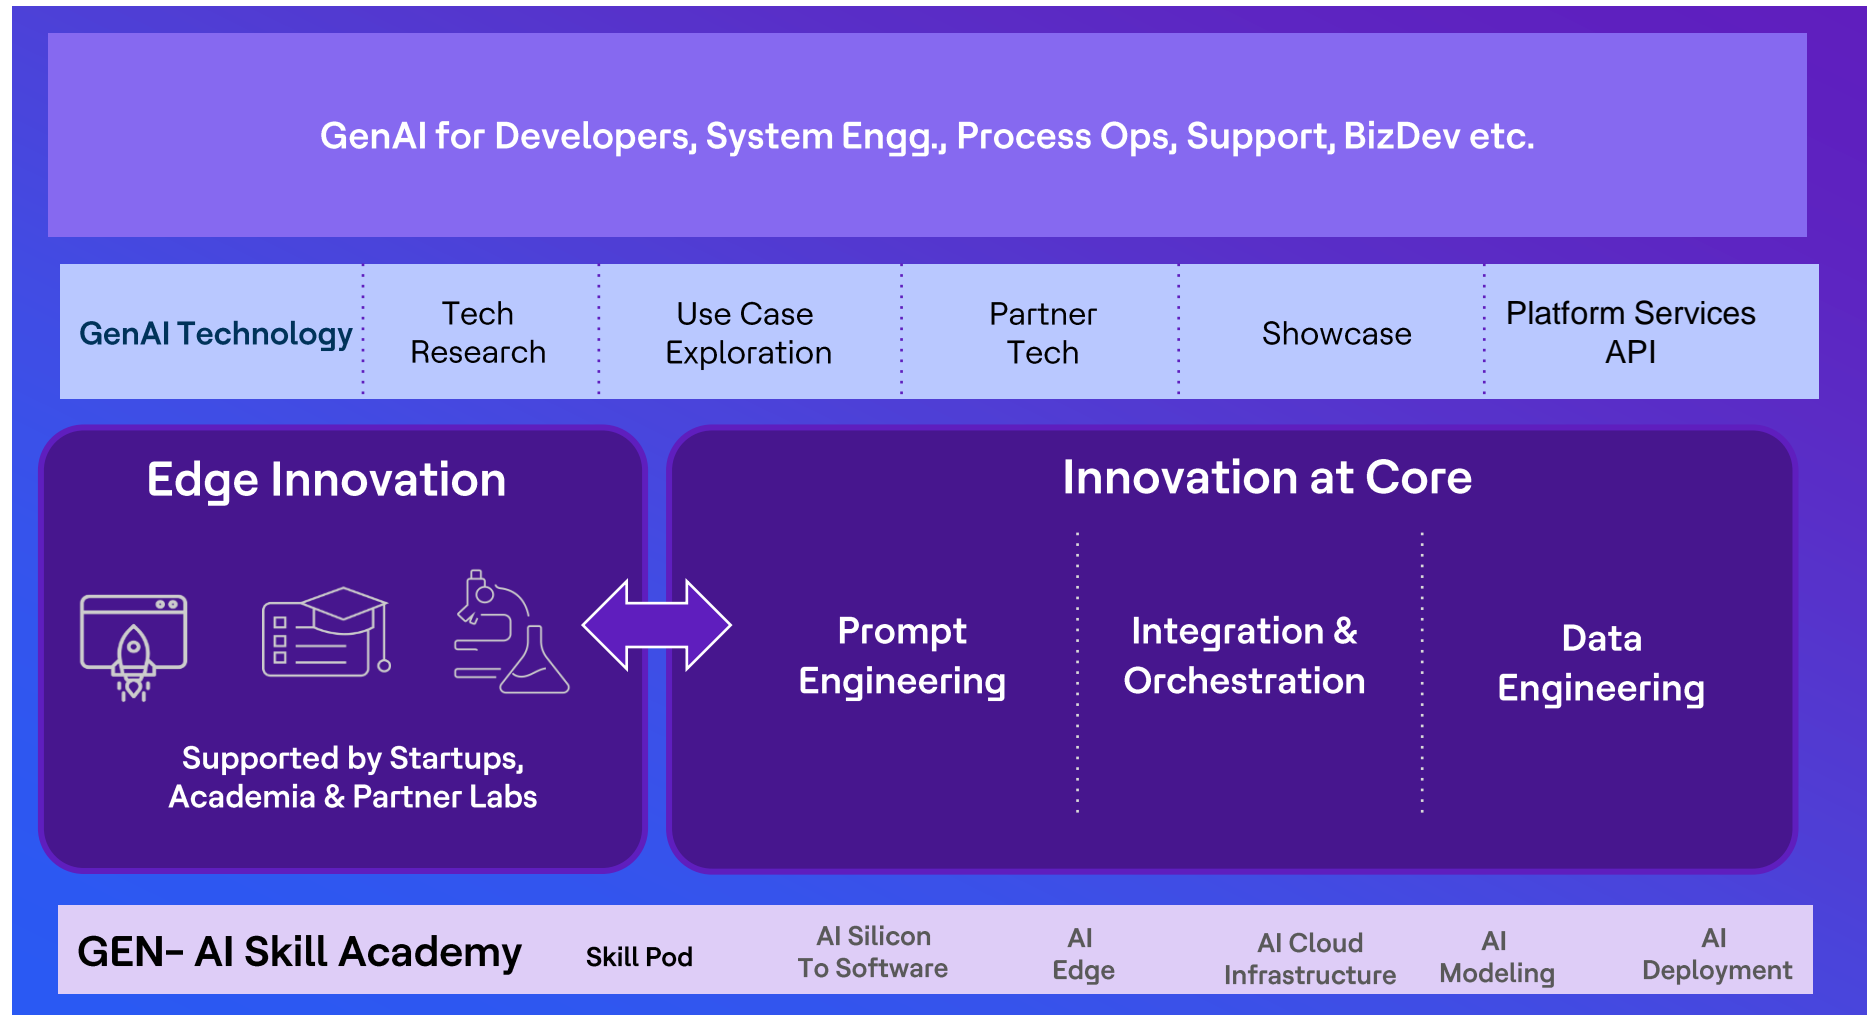 GenAI for Developers, System Engg., Process Ops, Support, BizDev etc.
GenAI Technology
Tech
Research
Use Case
Exploration
Partner
Tech
Showcase
Platform Services
API
Edge Innovation
Supported by Startups,
Academia & Partner Labs
Innovation at Core
Prompt
Engineering
Integration &
Orchestration
Data
Engineering
GEN- AI Skill Academy
Skill Pod
AI Silicon
To Software
AI
Edge
AI Cloud
Infrastructure
AI
Modeling
AI
Deployment